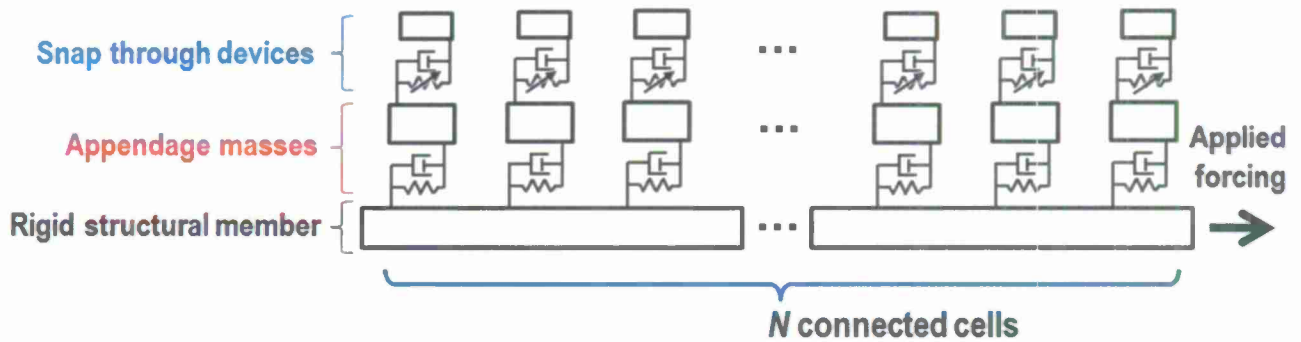 Snap through devices
Appendage masses
Applied
forcing
Rigid structural member
N connected cells